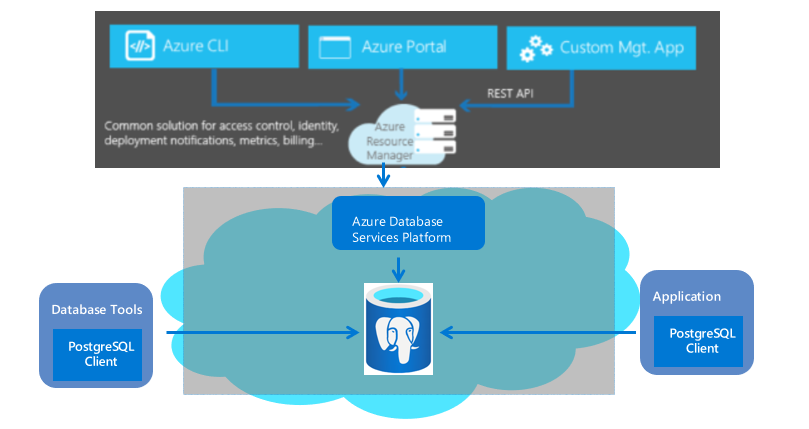 Azure CLI
Azure Portal
Custom Mgt. App
REST API
Common solution for access control, identity,
deployment notifications, metrics, billing...
Azure
Resource
Manager
Azure Database
Services Platform
Database Tools
PostgreSQL
Client
Application
PostgreSQL
Client